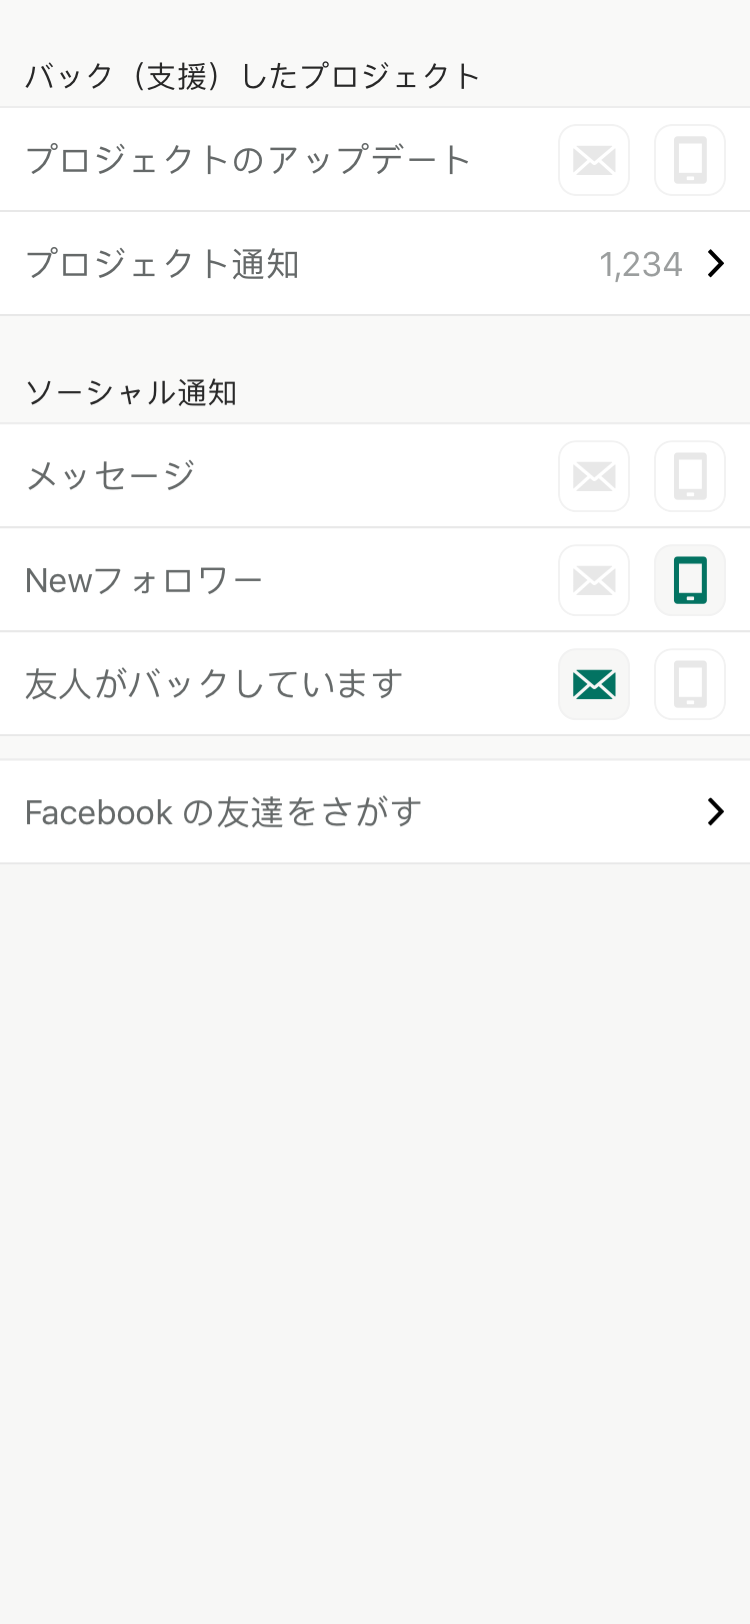 バック（支援）したプロジェクト
プロジェクトのアップデート
プロジェクト通知 1,234
ソーシャル通知
メッセージ
Newフォロワー
友人がバックしています
Facebook の友達をさがす